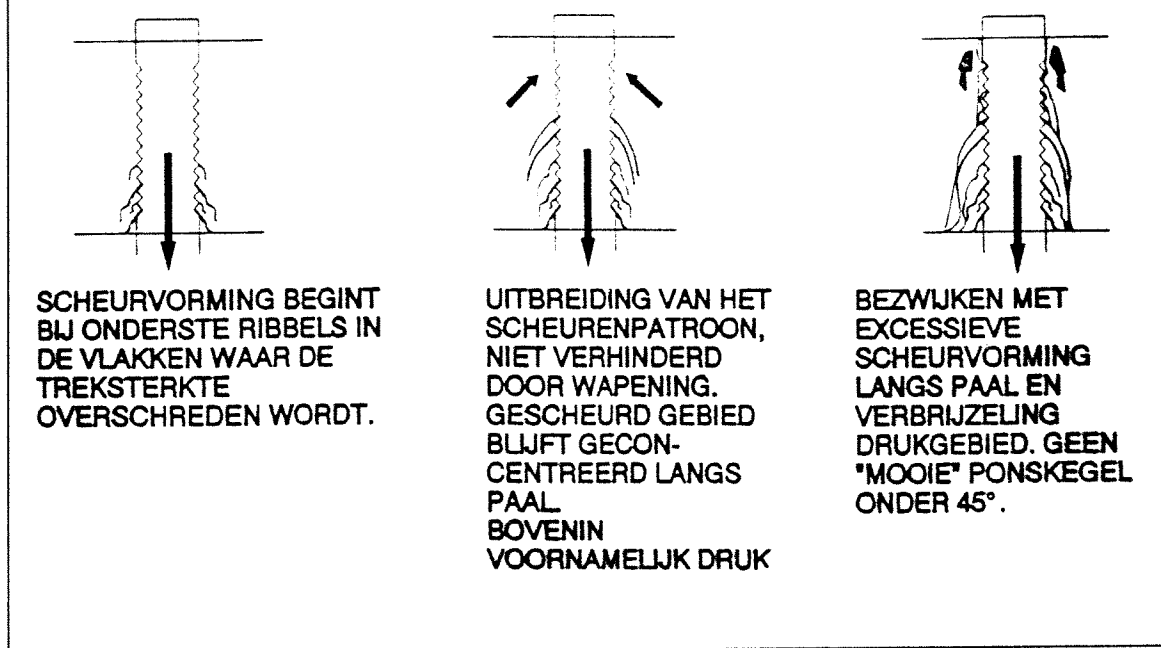 SCHEURVORMING BEGINT
BIJ ONDERSTE RIBBELS IN
DE VLAKKEN WAAR DE
TREKSTERKTE
OVERSCHREDEN WORDT.
UITBREIDING VAN HET
SCHEURENPATROON,
NIET VERHINDERD
DOOR WAPENING.
GESCHEURD GEBIED
BLIJFT GECON-
CENTREERD LANGS
PAAL.
BOVENIN
VOORNAMELIJK DRUK
BEZWIJKEN MET
EXCESSIEVE
SCHEURVORMING
LANGS PAAL EN
VERBRIJZELING
DRUKGEBIED. GEEN
"MOOIE" PONSKEGEL
ONDER 45°.